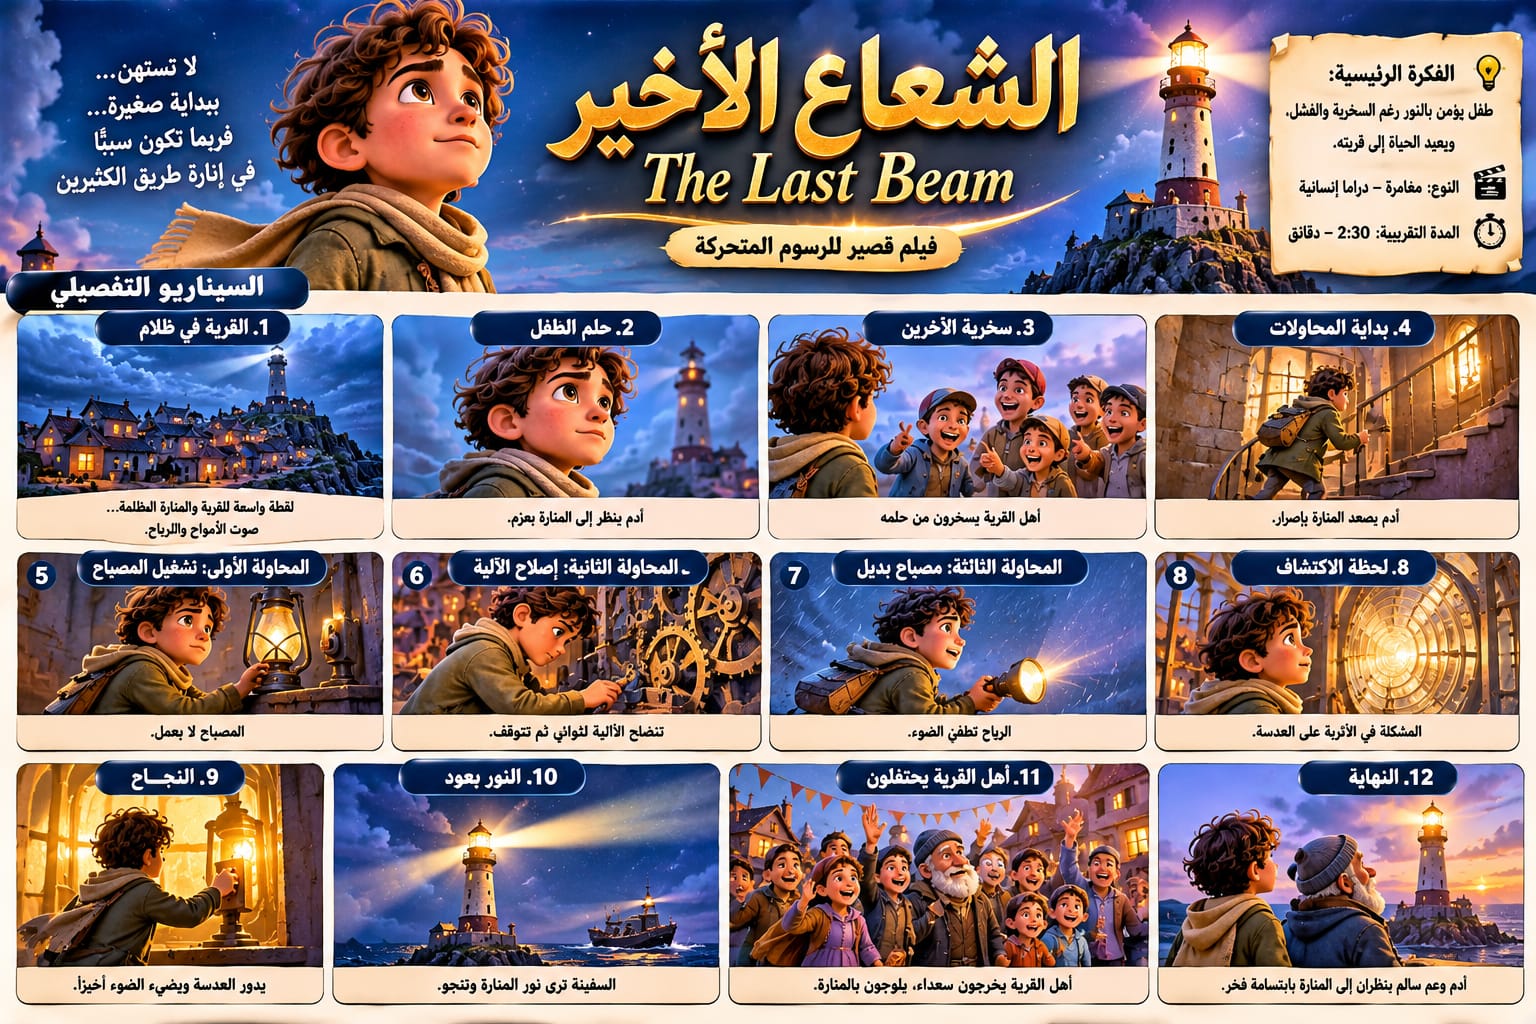 لا تستهن...
ببداية صغيرة...
فربما تكون سببًا
في إنارة طريق الكثيرين
الشعاع الأخير
The Last Beam
فيلم قصير للرسوم المتحركة
الفكرة الرئيسية:
طفل يؤمن بالنور رغم السخرية والفشل،
ويعيد الحياة إلى قريته.
النوع: مغامرة – دراما إنسانية
المدة التقريبية: 2:30 – دقائق
السيناريو التفصيلي
1. القرية في ظلام
لقطة واسعة للقرية والمنارة المظلمة...
صوت الأمواج والرياح.
2. حلم الطفل
أدم ينظر إلى المنارة بعزم.
3. سخرية الآخرين
أهل القرية يسخرون من حلمه
4. بداية المحاولات
أدم يصعد المنارة بإصرار.
5
المحاولة الأولى: تشغيل المصباح
المصباح لا بعمل.
6
المحاولة الثانية: إصلاح الآلية
تنضلح الألية لثواني ثم تتوقف.
7
المحاولة الثالثة: مصباح بديل
الرياح تطفئ الضوء.
8
8. لحظة الاكتشاف
المشكلة في الأتربة على العدسة.
9. النجـاح
يدور العدسة ويضيء الضوء أخيرًا.
10. النور بعود
السفينة ترى نور المنارة وتنجو.
11. أهل القرية يحتفلون
أهل القرية يخرجون سعداء، يلوجون بالمنارة.
12. النهاية
أدم وعم سالم ينظران إلى المنارة بابتسامة فخر.